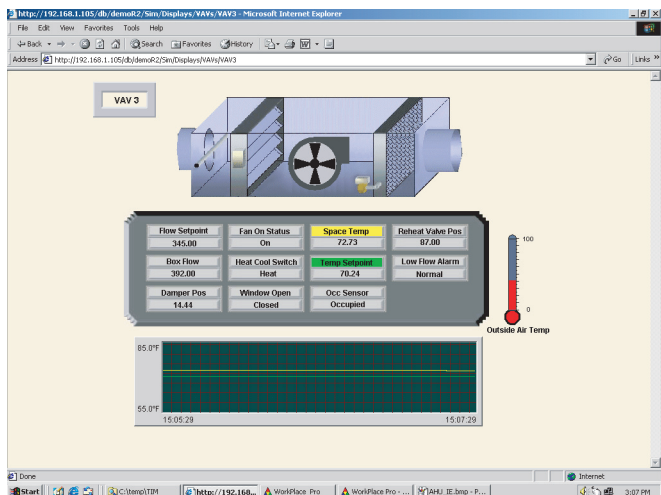 http://192.168.1.105/db/demoR2/Sim/Displays/VAVs/VAV3 - Microsoft Internet Explorer
File Edit View Favorites Tools Help
Back Search Favorites History
Address http://192.168.1.105/db/demoR2/Sim/Displays/VAVs/VAV3 Go Links »
VAV 3
Flow Setpoint Fan On Status Space Temp Reheat Valve Pos
345.00 On 72.73 87.00
Box Flow Heat Cool Switch Temp Setpoint Low Flow Alarm
392.00 Heat 70.24 Normal
Damper Pos Window Open Occ Sensor
14.44 Closed Occupied
100
0
Outside Air Temp
85.0°F
55.0°F
15:05:29 15:07:29
Done Internet
Start C:\temp\TIM http://192.168... WorkPlace Pro WorkPlace Pro - ... AHU_IE.bmp - P... 3:07 PM